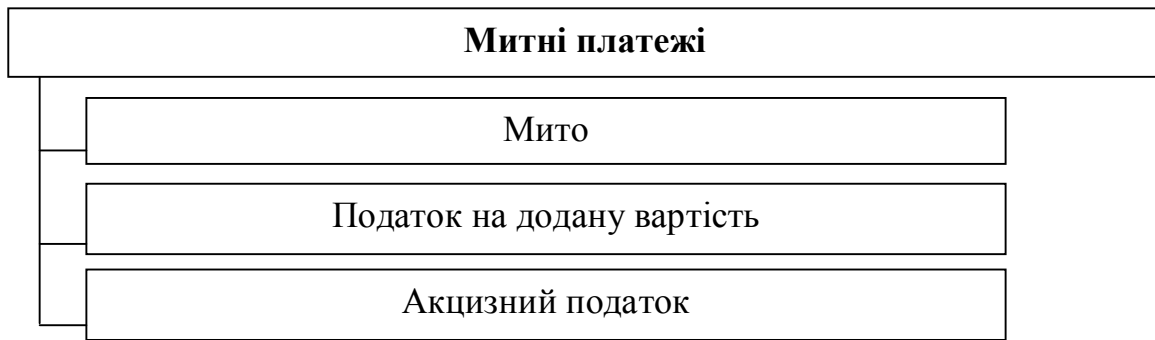 Митні платежі
Мито
Податок на додану вартість
Акцизний податок